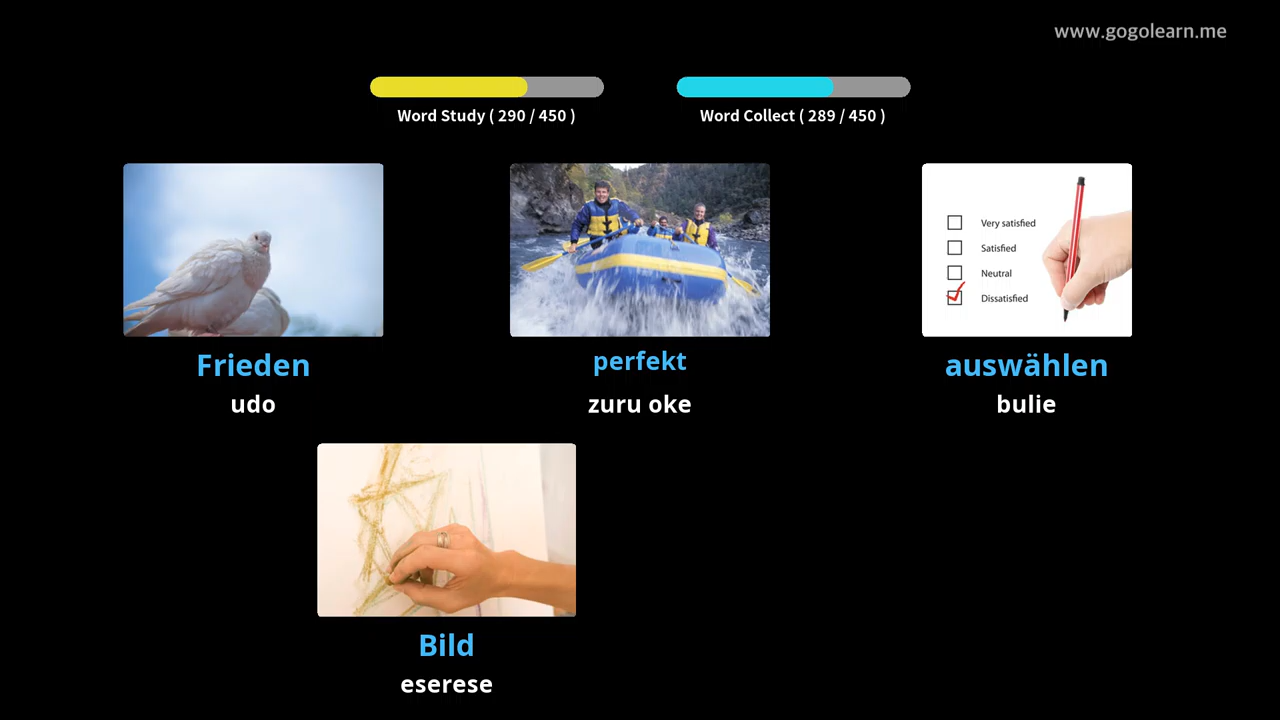 www.gogolearn.me
Word Study ( 290 / 450 )
Word Collect ( 289 / 450 )
Very satisfied
Satisfied
Neutral
Dissatisfied
Frieden
udo
perfekt
zuru oke
auswählen
bulie
Bild
eserese